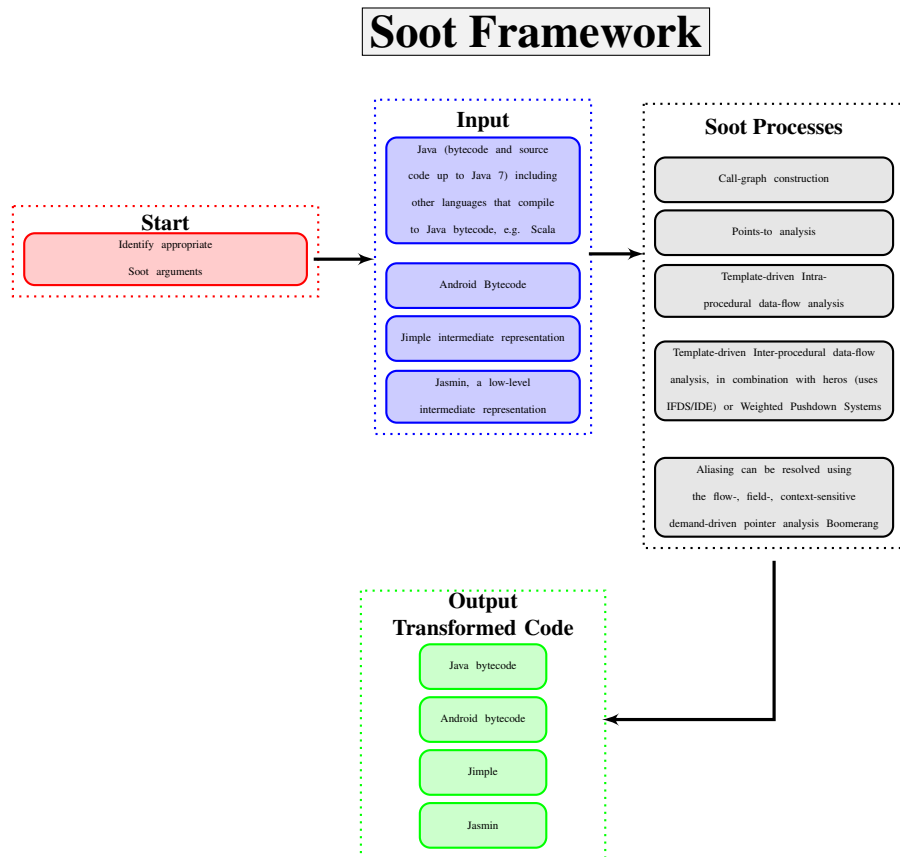 Soot Framework
Start
Identify appropriate
Soot arguments
Input
Java (bytecode and source
code up to Java 7) including
other languages that compile
to Java bytecode, e.g. Scala
Android Bytecode
Jimple intermediate representation
Jasmin, a low-level
intermediate representation
Soot Processes
Call-graph construction
Points-to analysis
Template-driven Intra-
procedural data-flow analysis
Template-driven Inter-procedural data-flow
analysis, in combination with heros (uses
IFDS/IDE) or Weighted Pushdown Systems
Aliasing can be resolved using
the flow-, field-, context-sensitive
demand-driven pointer analysis Boomerang
Output
Transformed Code
Java bytecode
Android bytecode
Jimple
Jasmin